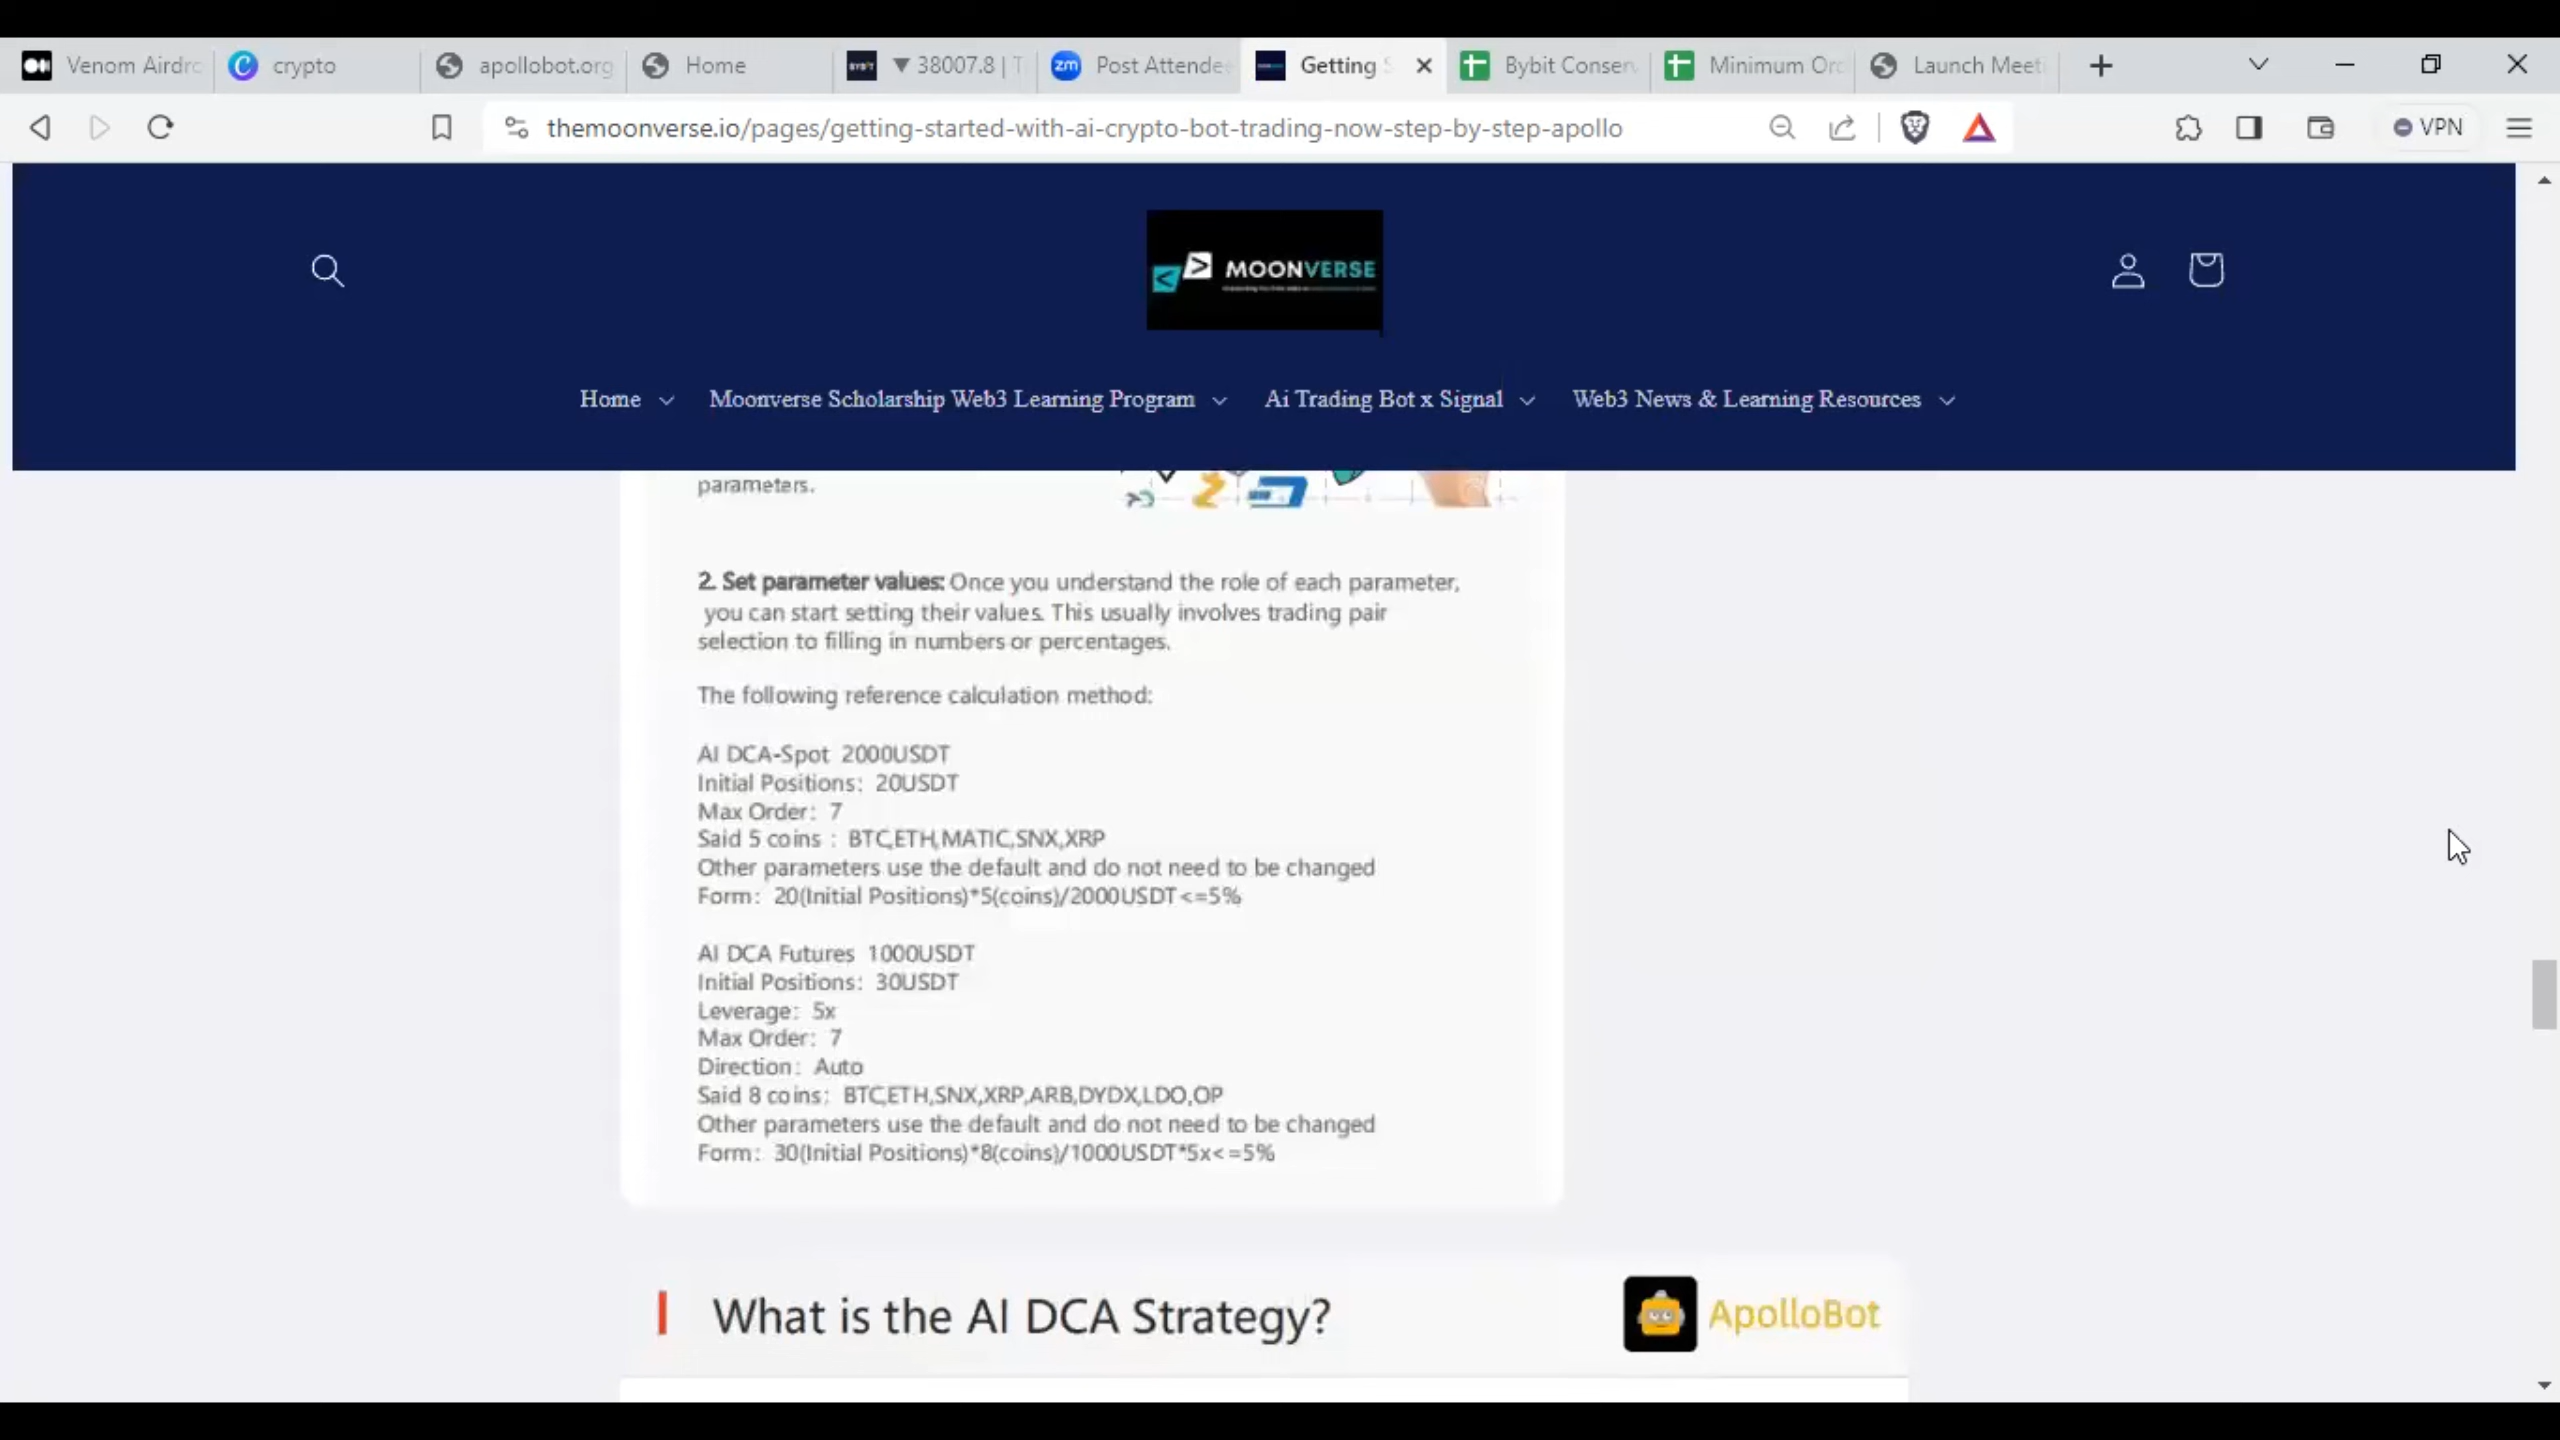 Venom Airdro
crypto
apollobot.org
Home
▼ 38007.8 | T
zm
Post Attendee
Getting S
Bybit Conserv
Minimum Ord
Launch Meeti
themoonverse.io/pages/getting-started-with-ai-crypto-bot-trading-now-step-by-step-apollo
VPN
MOONVERSE
Home
Moonverse Scholarship Web3 Learning Program
Ai Trading Bot x Signal
Web3 News & Learning Resources
parameters.
2. Set parameter values: Once you understand the role of each parameter,
you can start setting their values. This usually involves trading pair
selection to filling in numbers or percentages.
The following reference calculation method:
AI DCA-Spot 2000USDT
Initial Positions: 20USDT
Max Order: 7
Said 5 coins : BTC,ETH,MATIC,SNX,XRP
Other parameters use the default and do not need to be changed
Form: 20(Initial Positions)*5(coins)/2000USDT<=5%
AI DCA Futures 1000USDT
Initial Positions: 30USDT
Leverage: 5x
Max Order: 7
Direction: Auto
Said 8 coins: BTC,ETH,SNX,XRP,ARB,DYDX,LDO,OP
Other parameters use the default and do not need to be changed
Form: 30(Initial Positions)*8(coins)/1000USDT*5x<=5%
What is the AI DCA Strategy?
ApolloBot